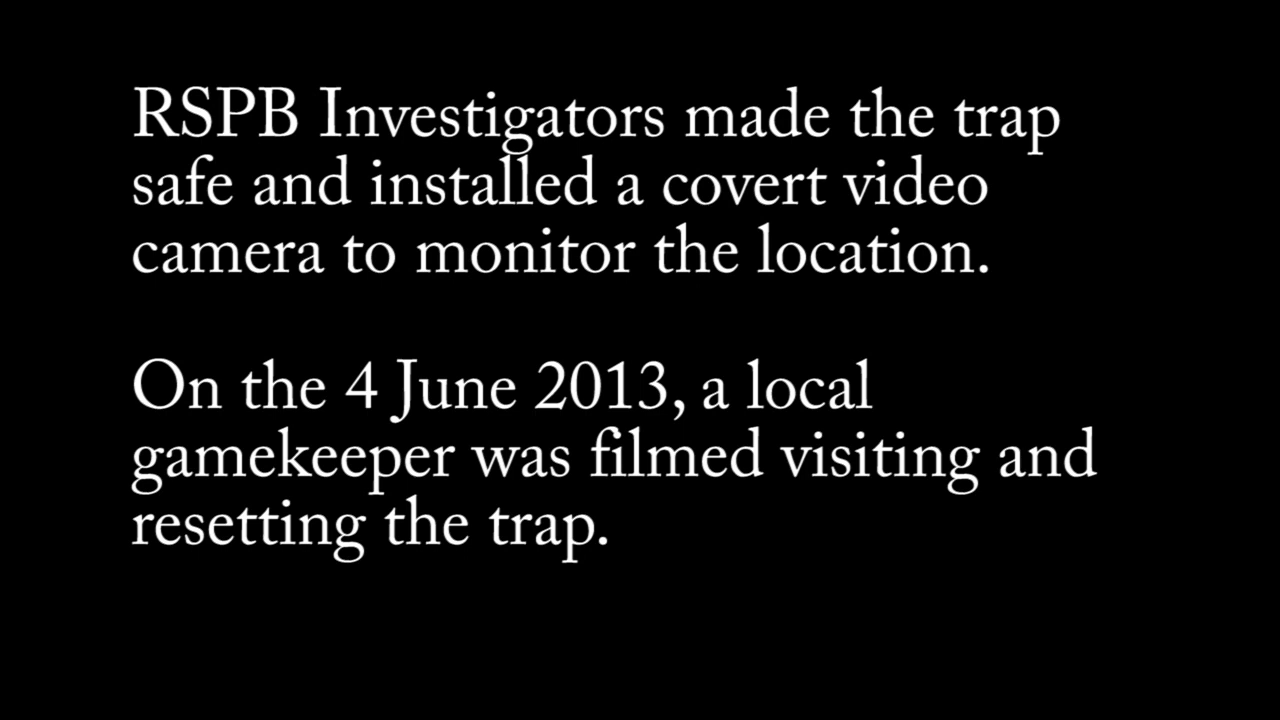 RSPB Investigators made the trap
safe and installed a covert video
camera to monitor the location.
On the 4 June 2013, a local
gamekeeper was filmed visiting and
resetting the trap.